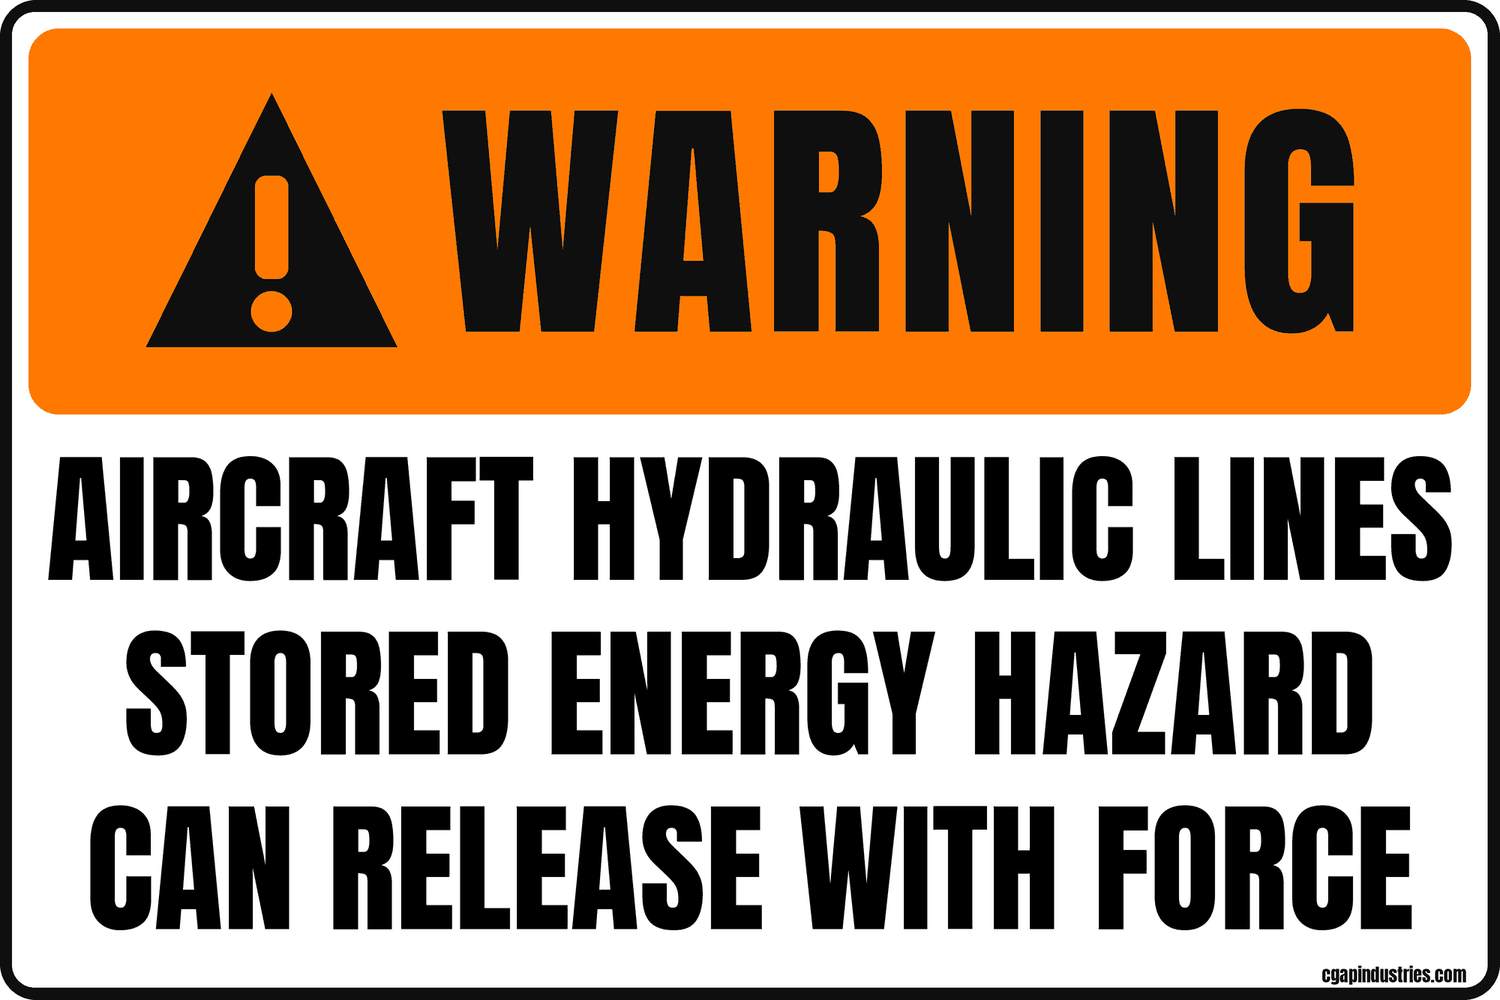 WARNING
AIRCRAFT HYDRAULIC LINES
STORED ENERGY HAZARD
CAN RELEASE WITH FORCE
cgapindustries.com